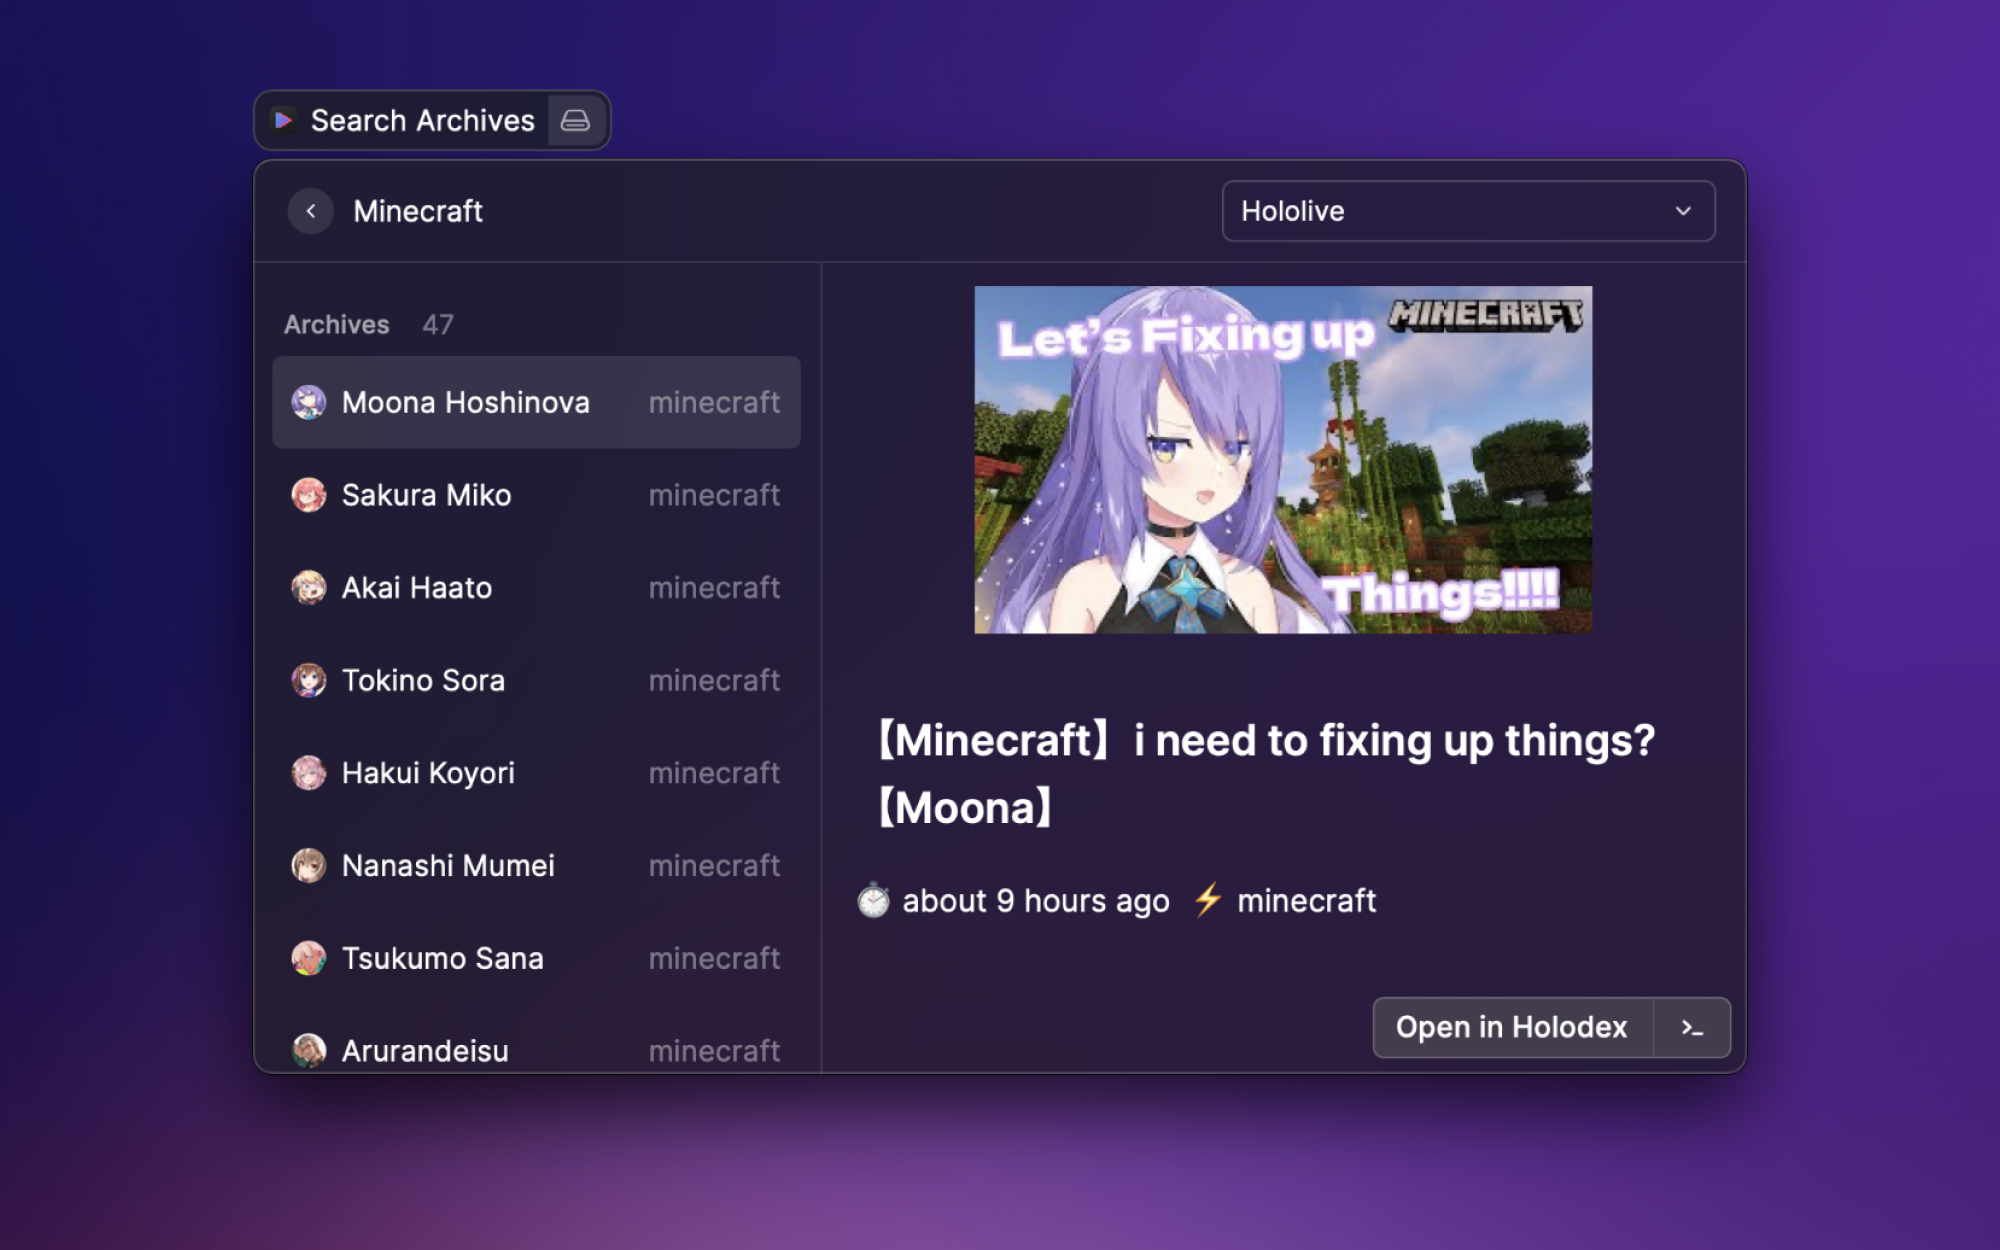 Search Archives
Minecraft
Hololive
Archives 47
Moona Hoshinova minecraft
Sakura Miko minecraft
Akai Haato minecraft
Tokino Sora minecraft
Hakui Koyori minecraft
Nanashi Mumei minecraft
Tsukumo Sana minecraft
Arurandeisu minecraft
MINECRAFT
Let's Fixing up
Things!!!!
【Minecraft】i need to fixing up things?
【Moona】
about 9 hours ago ⚡ minecraft
Open in Holodex